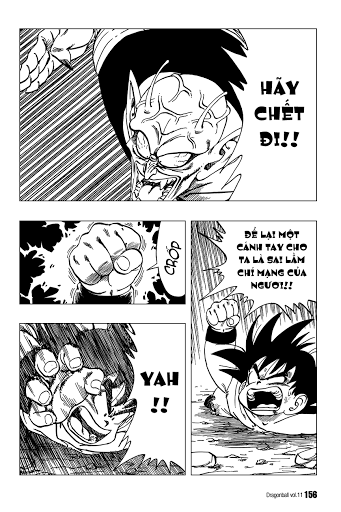 HÃY
CHẾT
ĐI!!
CRỐP
ĐỂ LẠI MỘT
CÁNH TAY CHO
TA LÀ SAI LẦM
CHÍ MẠNG CỦA
NGƯƠI!!
YAH
!!
Dragonball vol.11 156